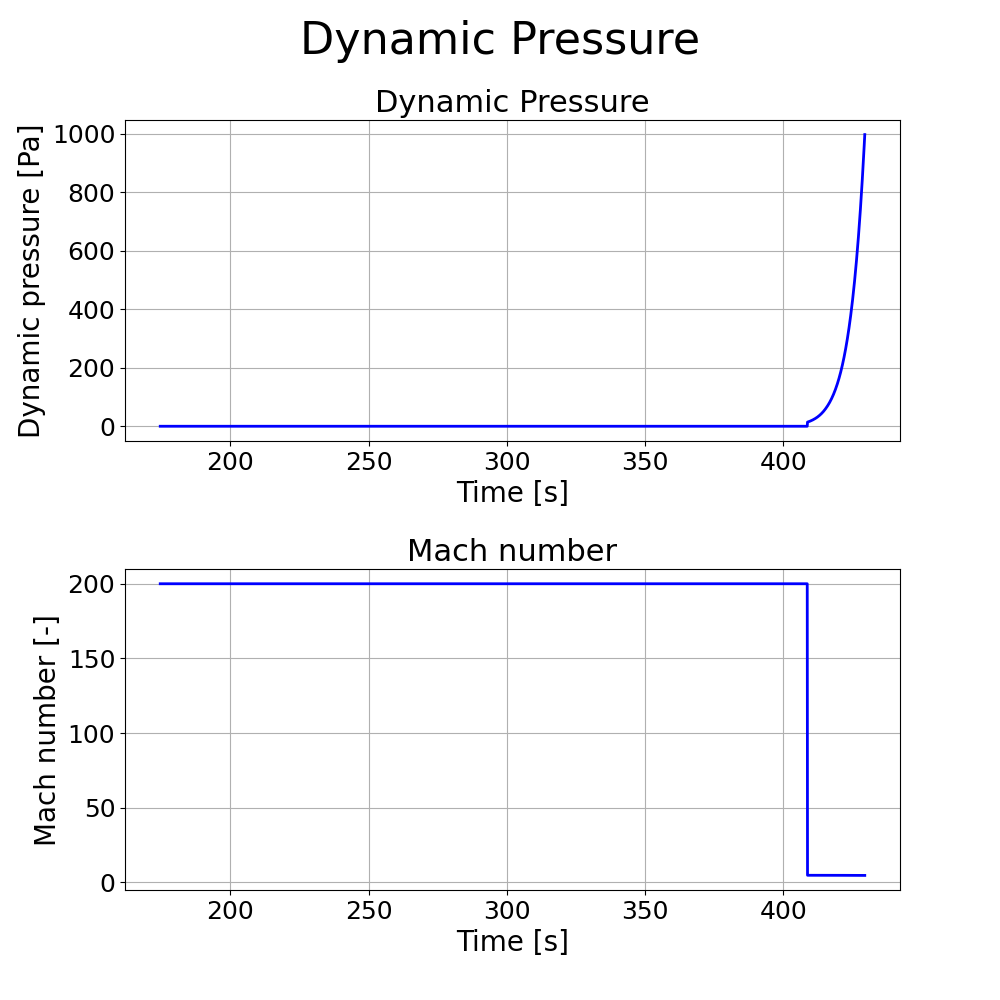 Dynamic Pressure
Dynamic Pressure
Dynamic pressure [Pa]
1000
800
600
400
200
0
200 250 300 350 400
Time [s]
Mach number
Mach number [-]
200
150
100
50
0
200 250 300 350 400
Time [s]